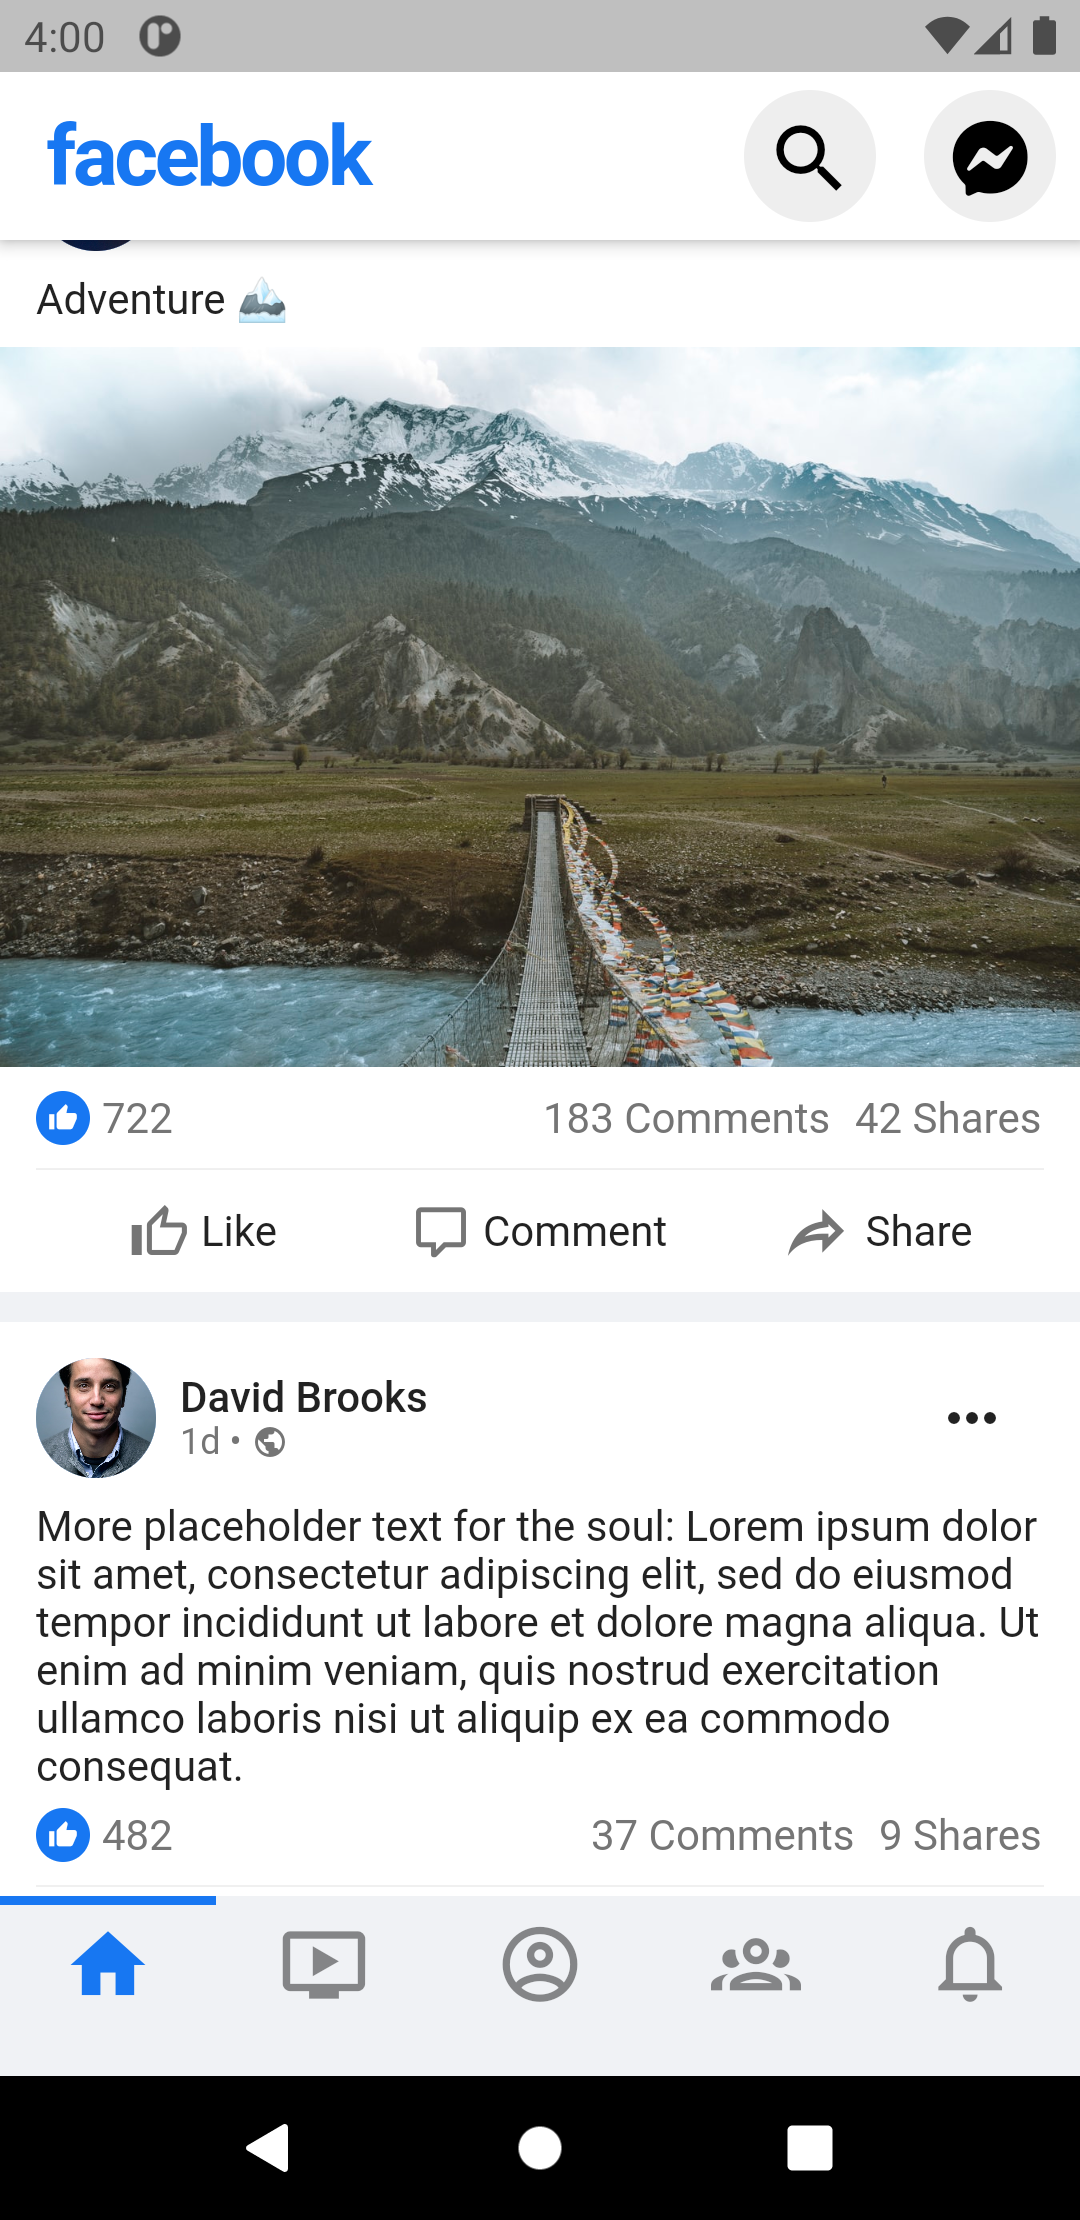 4:00
facebook
Adventure 🏔️
722 183 Comments 42 Shares
Like Comment Share
David Brooks
1d •
More placeholder text for the soul: Lorem ipsum dolor
sit amet, consectetur adipiscing elit, sed do eiusmod
tempor incididunt ut labore et dolore magna aliqua. Ut
enim ad minim veniam, quis nostrud exercitation
ullamco laboris nisi ut aliquip ex ea commodo
consequat.
482 37 Comments 9 Shares